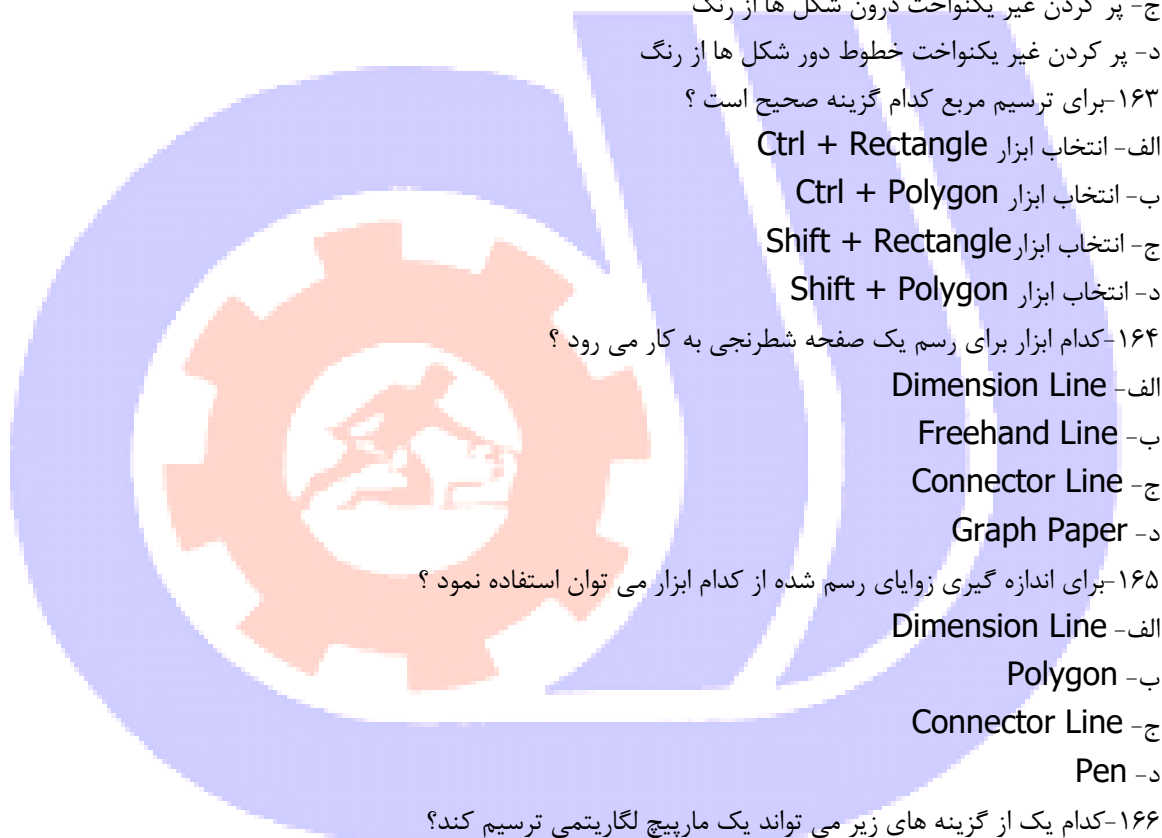 ج- پر کردن غیر یکنواخت درون شکل ها از رنگ
د- پر کردن غیر یکنواخت خطوط دور شکل ها از رنگ
۱۶۳-برای ترسیم مربع کدام گزینه صحیح است ؟
الف- انتخاب ابزار Ctrl + Rectangle
ب- انتخاب ابزار Ctrl + Polygon
ج- انتخاب ابزارShift + Rectangle
د- انتخاب ابزار Shift + Polygon
۱۶۴-کدام ابزار برای رسم یک صفحه شطرنجی به کار می رود ؟
الف- Dimension Line
ب- Freehand Line
ج- Connector Line
د- Graph Paper
۱۶۵-برای اندازه گیری زوایای رسم شده از کدام ابزار می توان استفاده نمود ؟
الف- Dimension Line
ب- Polygon
ج- Connector Line
د- Pen
۱۶۶-کدام یک از گزینه های زیر می تواند یک مارپیچ لگاریتمی ترسیم کند؟